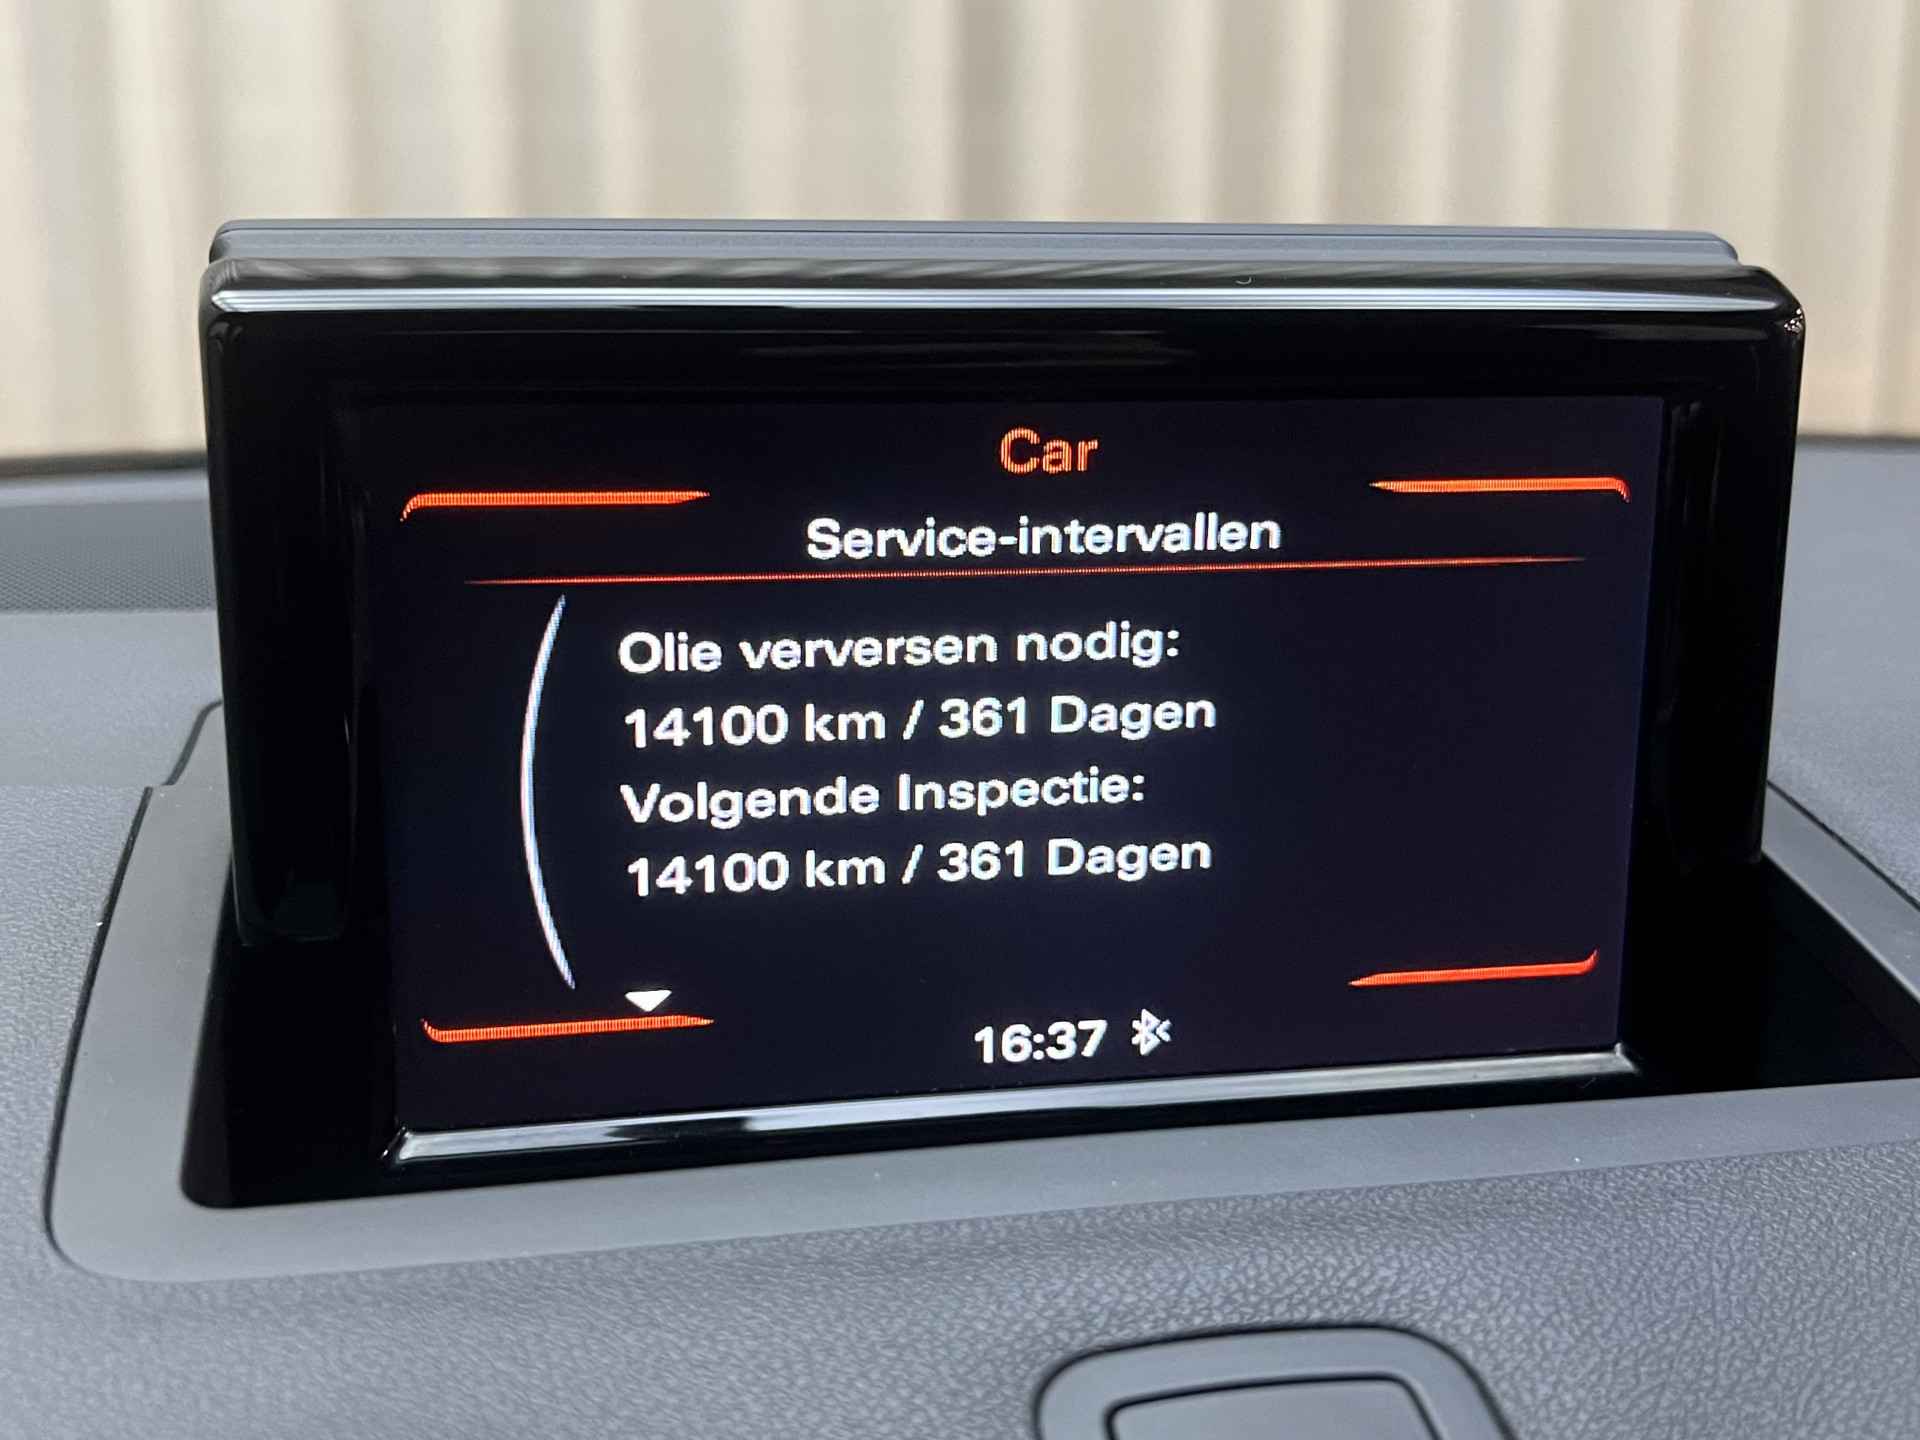 Car
Service-intervallen
Olie verversen nodig:
14100 km / 361 Dagen
Volgende Inspectie:
14100 km / 361 Dagen
16:37